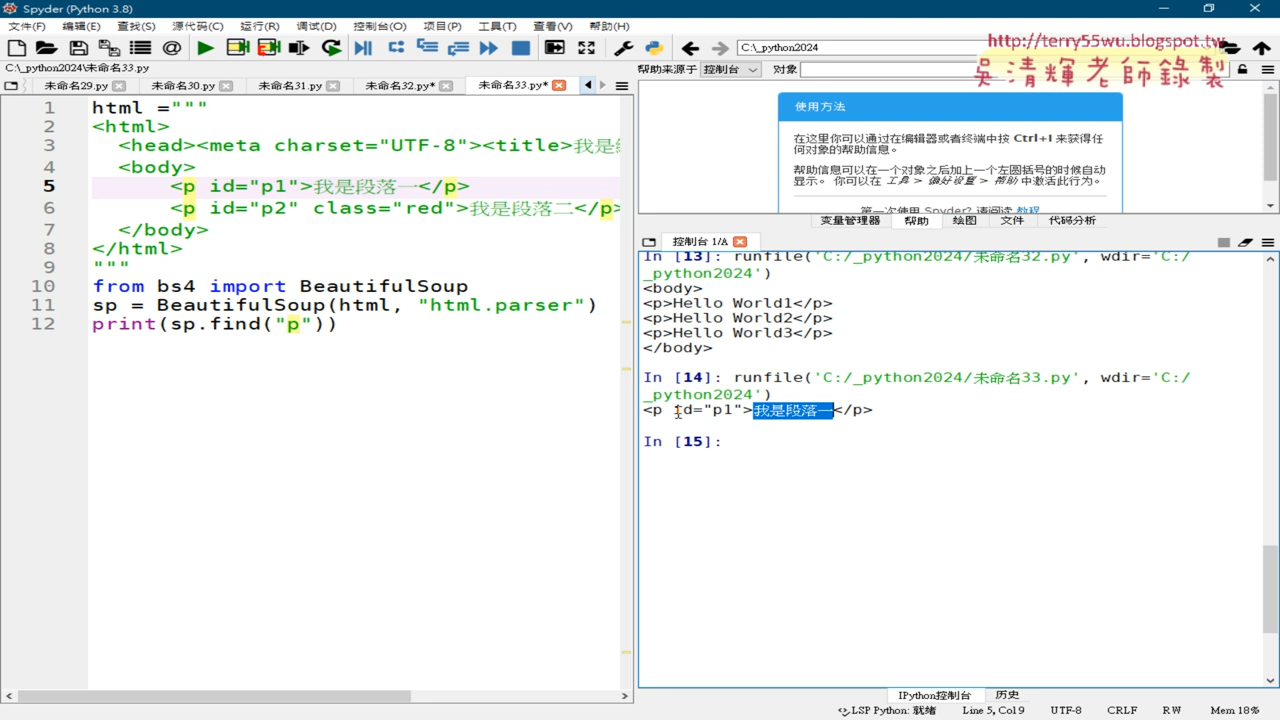 Spyder (Python 3.8)
文件(F) 编辑(E) 查找(S) 源代码(C) 运行(R) 调试(D) 控制台(O) 项目(P) 工具(T) 查看(V) 帮助(H)
C:\_python2024
http://terry55wu.blogspot.tw
吳清輝老師錄製
C:\_python2024\未命名33.py
帮助来源于 控制台 对象
未命名29.py 未命名30.py 未命名31.py 未命名32.py* 未命名33.py*
1 html ="""
2 <html>
3 <head><meta charset="UTF-8"><title>我是
4 <body>
5 <p id="p1">我是段落一</p>
6 <p id="p2" class="red">我是段落二</p>
7 </body>
8 </html>
9 """
10 from bs4 import BeautifulSoup
11 sp = BeautifulSoup(html, "html.parser")
12 print(sp.find("p"))
使用方法
在这里你可以通过在编辑器或者终端中按 Ctrl+I 来获得任
何对象的帮助信息。
帮助信息可以在一个对象之后加上一个左圆括号的时候自动
显示。 你可以在 工具 > 偏好设置 > 帮助 中激活此行为。
第一次使用 Spyder? 请阅读 教程
变量管理器 帮助 绘图 文件 代码分析
控制台 1/A
In [13]: runfile('C:/_python2024/未命名32.py', wdir='C:/
_python2024')
<body>
<p>Hello World1</p>
<p>Hello World2</p>
<p>Hello World3</p>
</body>
In [14]: runfile('C:/_python2024/未命名33.py', wdir='C:/
_python2024')
<p id="p1">我是段落一</p>
In [15]:
IPython控制台 历史
LSP Python: 就绪 Line 5, Col9 UTF-8 CRLF RW Mem 18%